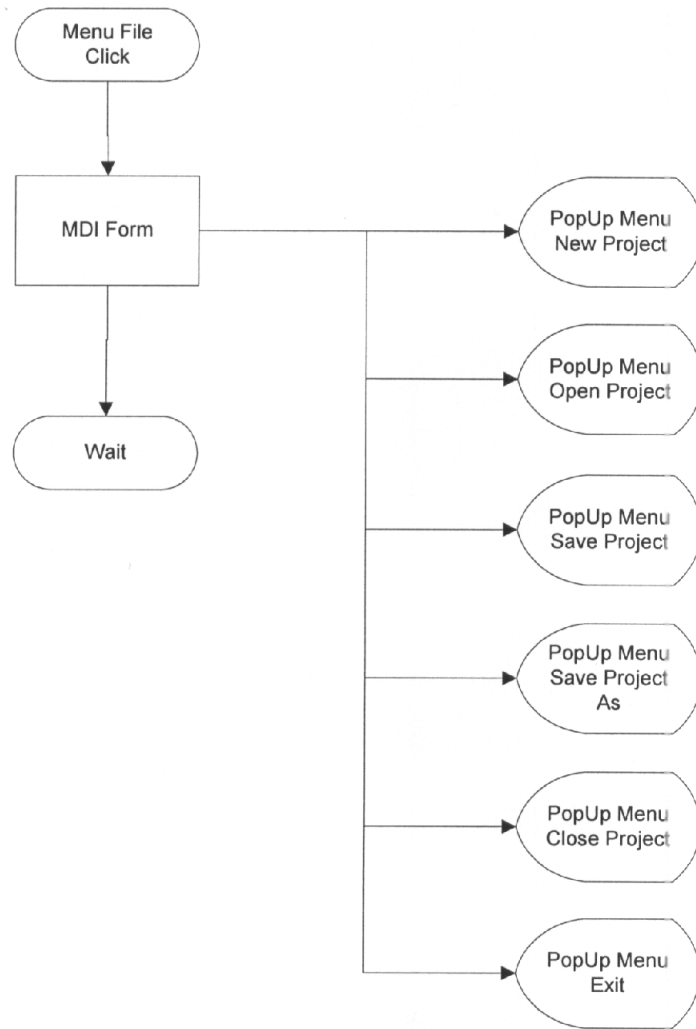 Menu File
Click
MDI Form
Wait
PopUp Menu
New Project
PopUp Menu
Open Project
PopUp Menu
Save Project
PopUp Menu
Save Project
As
PopUp Menu
Close Project
PopUp Menu
Exit